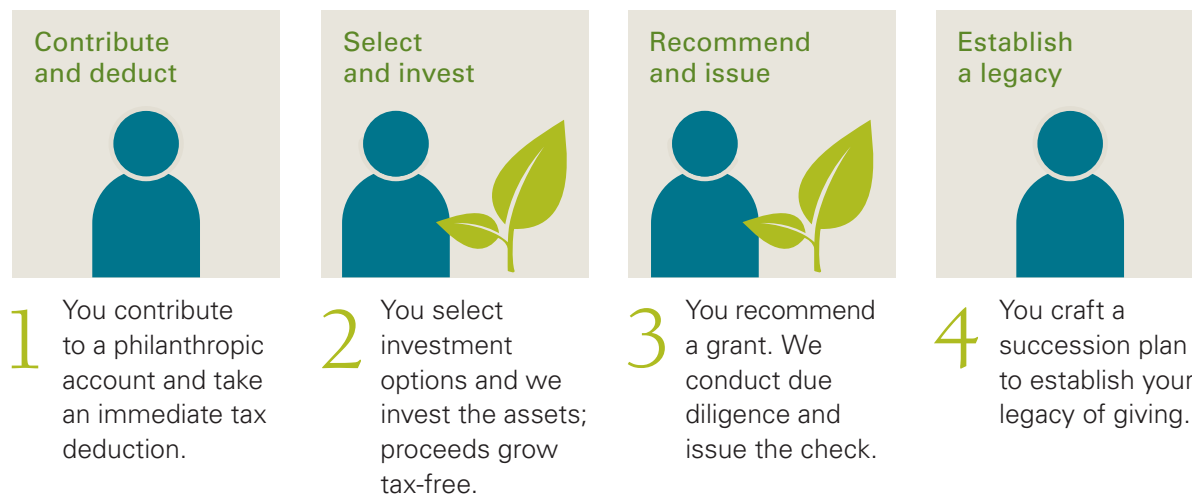 Contribute
and deduct
Select
and invest
Recommend
and issue
Establish
a legacy
1
You contribute
to a philanthropic
account and take
an immediate tax
deduction.
2
You select
investment
options and we
invest the assets;
proceeds grow
tax-free.
3
You recommend
a grant. We
conduct due
diligence and
issue the check.
4
You craft a
succession plan
to establish your
legacy of giving.